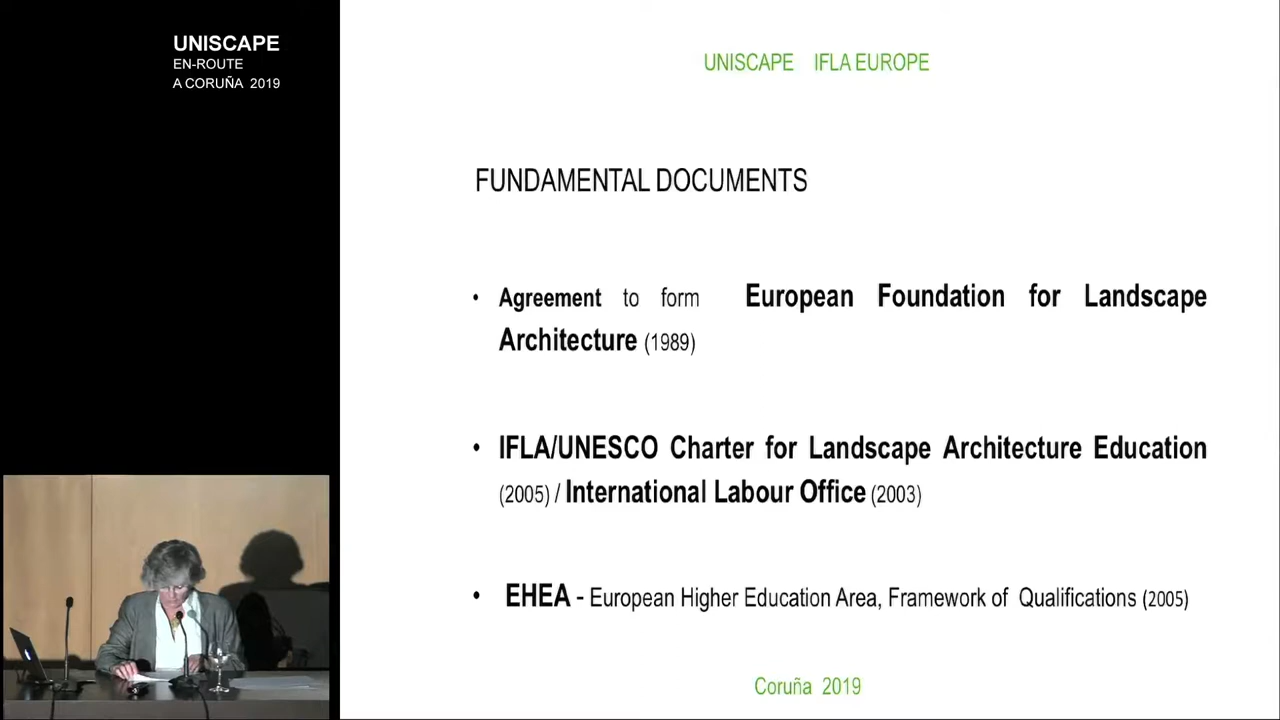 UNISCAPE
EN-ROUTE
A CORUÑA 2019
UNISCAPE IFLA EUROPE
FUNDAMENTAL DOCUMENTS
• Agreement to form European Foundation for Landscape
Architecture (1989)
• IFLA/UNESCO Charter for Landscape Architecture Education
(2005) / International Labour Office (2003)
• EHEA - European Higher Education Area, Framework of Qualifications (2005)
Coruña 2019